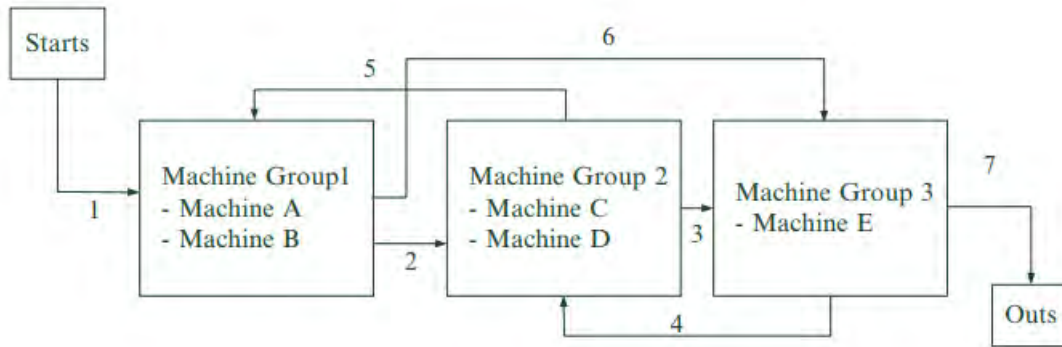 Starts
6
5
Machine Group1
- Machine A
- Machine B
Machine Group 2
- Machine C
- Machine D
Machine Group 3
- Machine E
7
1
2
3
4
Outs